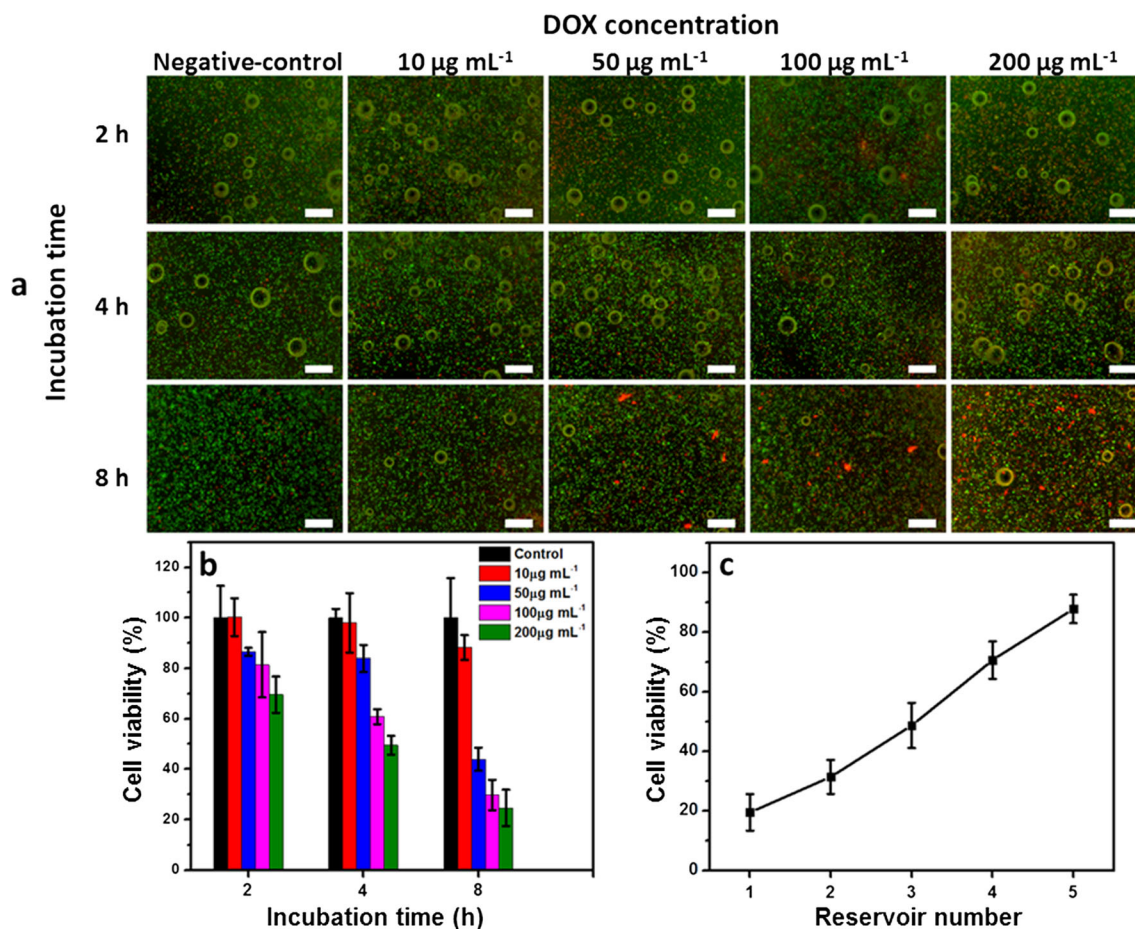 DOX concentration
Negative-control 10 µg mL⁻¹ 50 µg mL⁻¹ 100 µg mL⁻¹ 200 µg mL⁻¹
a
Incubation time
2 h
4 h
8 h
b
Cell viability (%)
120
100
80
60
40
20
0
Control
10µg mL⁻¹
50µg mL⁻¹
100µg mL⁻¹
200µg mL⁻¹
2 4 8
Incubation time (h)
c
Cell viability (%)
100
80
60
40
20
0
1 2 3 4 5
Reservoir number